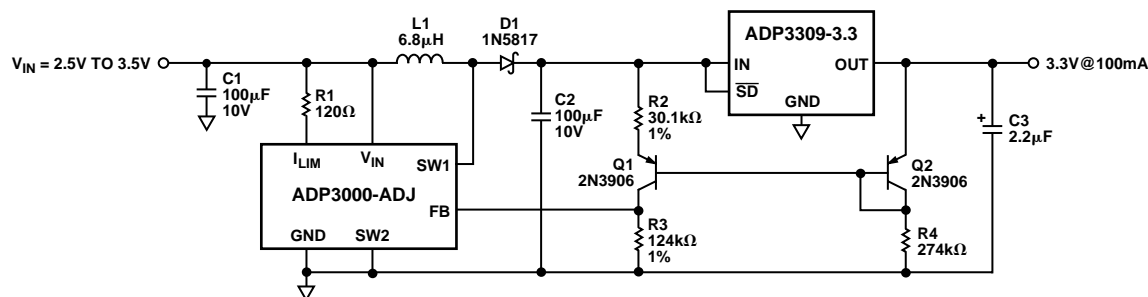 V_IN = 2.5V TO 3.5V
C1
100μF
10V
R1
120Ω
L1
6.8μH
D1
1N5817
C2
100μF
10V
R2
30.1kΩ
1%
ADP3309-3.3
IN
OUT
SD
GND
3.3V@100mA
C3
2.2μF
+
I_LIM
V_IN
SW1
ADP3000-ADJ
FB
GND
SW2
Q1
2N3906
Q2
2N3906
R3
124kΩ
1%
R4
274kΩ